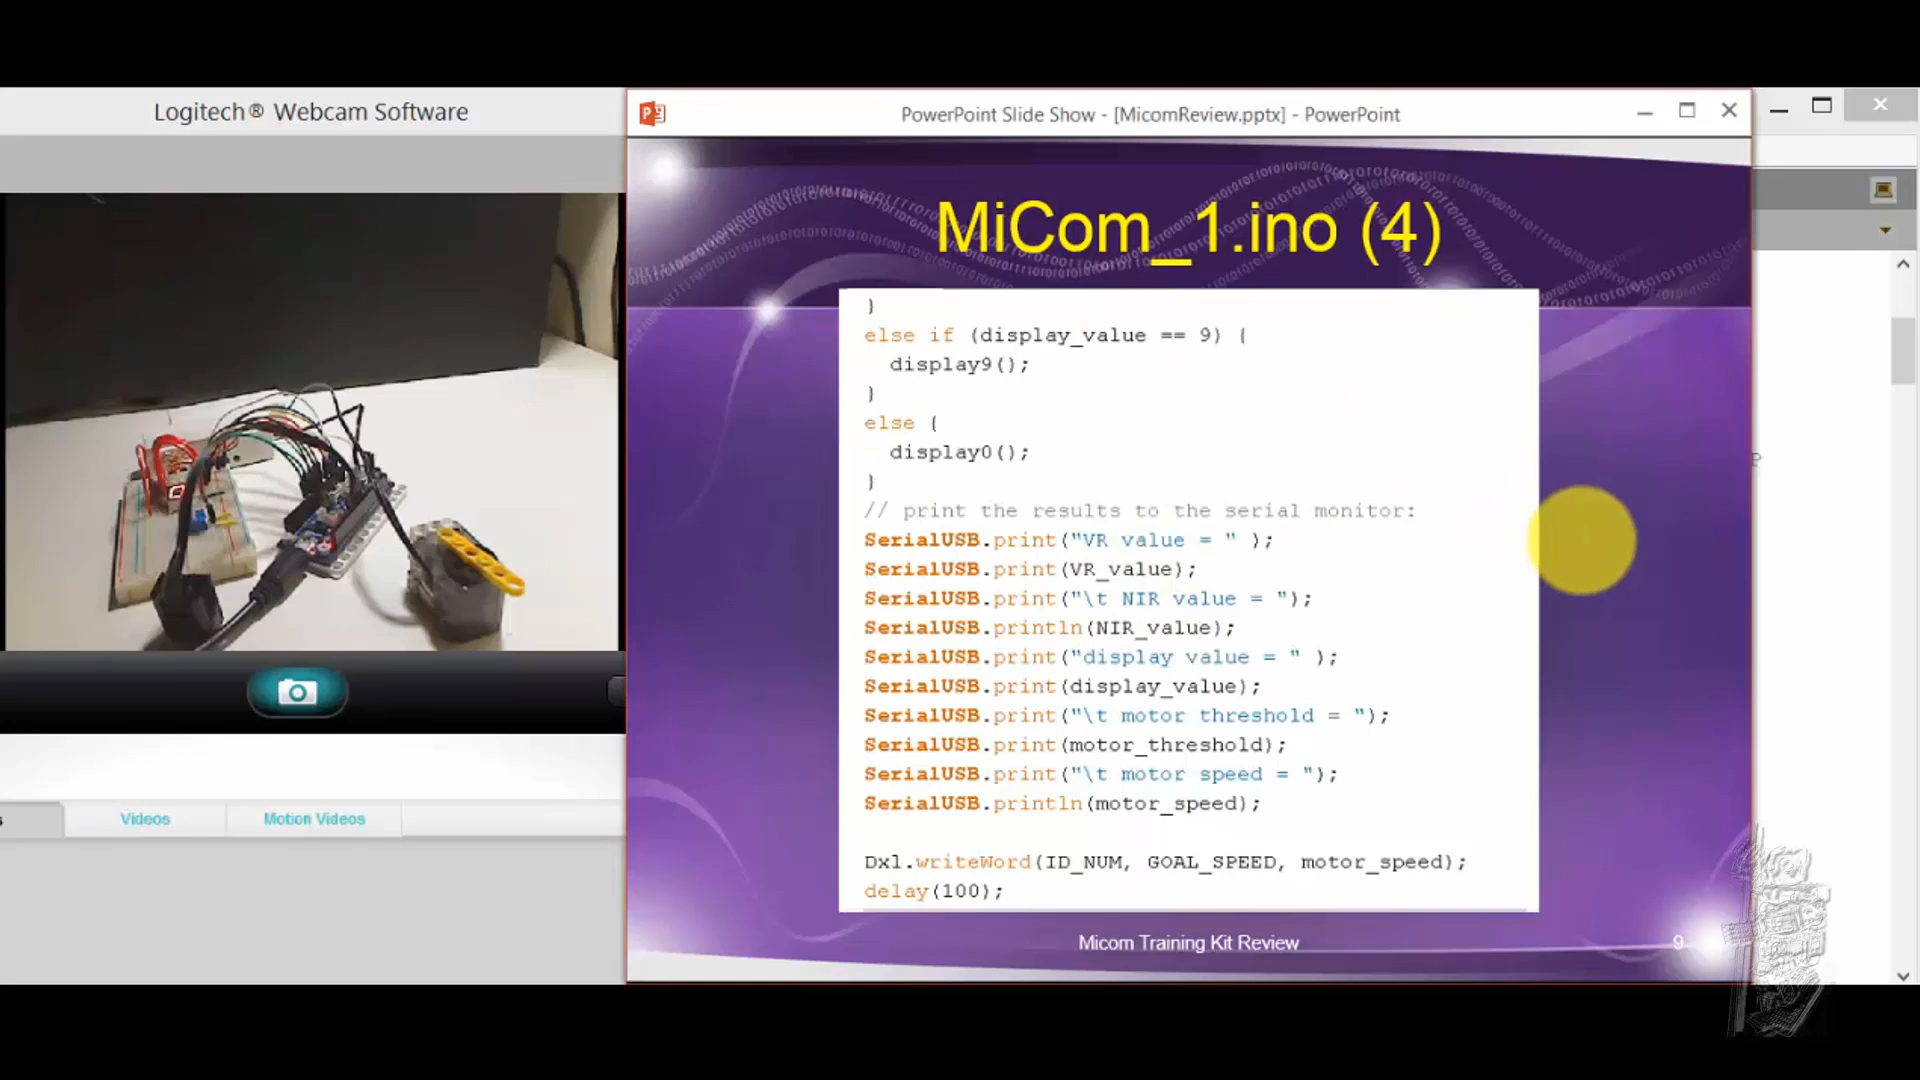 Logitech® Webcam Software
PowerPoint Slide Show - [MicomReview.pptx] - PowerPoint
MiCom_1.ino (4)
}
else if (display_value == 9) {
display9();
}
else {
display0();
}
// print the results to the serial monitor:
SerialUSB.print("VR value = " );
SerialUSB.print(VR_value);
SerialUSB.print("\t NIR value = ");
SerialUSB.println(NIR_value);
SerialUSB.print("display value = " );
SerialUSB.print(display_value);
SerialUSB.print("\t motor threshold = ");
SerialUSB.print(motor_threshold);
SerialUSB.print("\t motor speed = ");
SerialUSB.println(motor_speed);
Dxl.writeWord(ID_NUM, GOAL_SPEED, motor_speed);
delay(100);
Micom Training Kit Review
9
Videos
Motion Videos